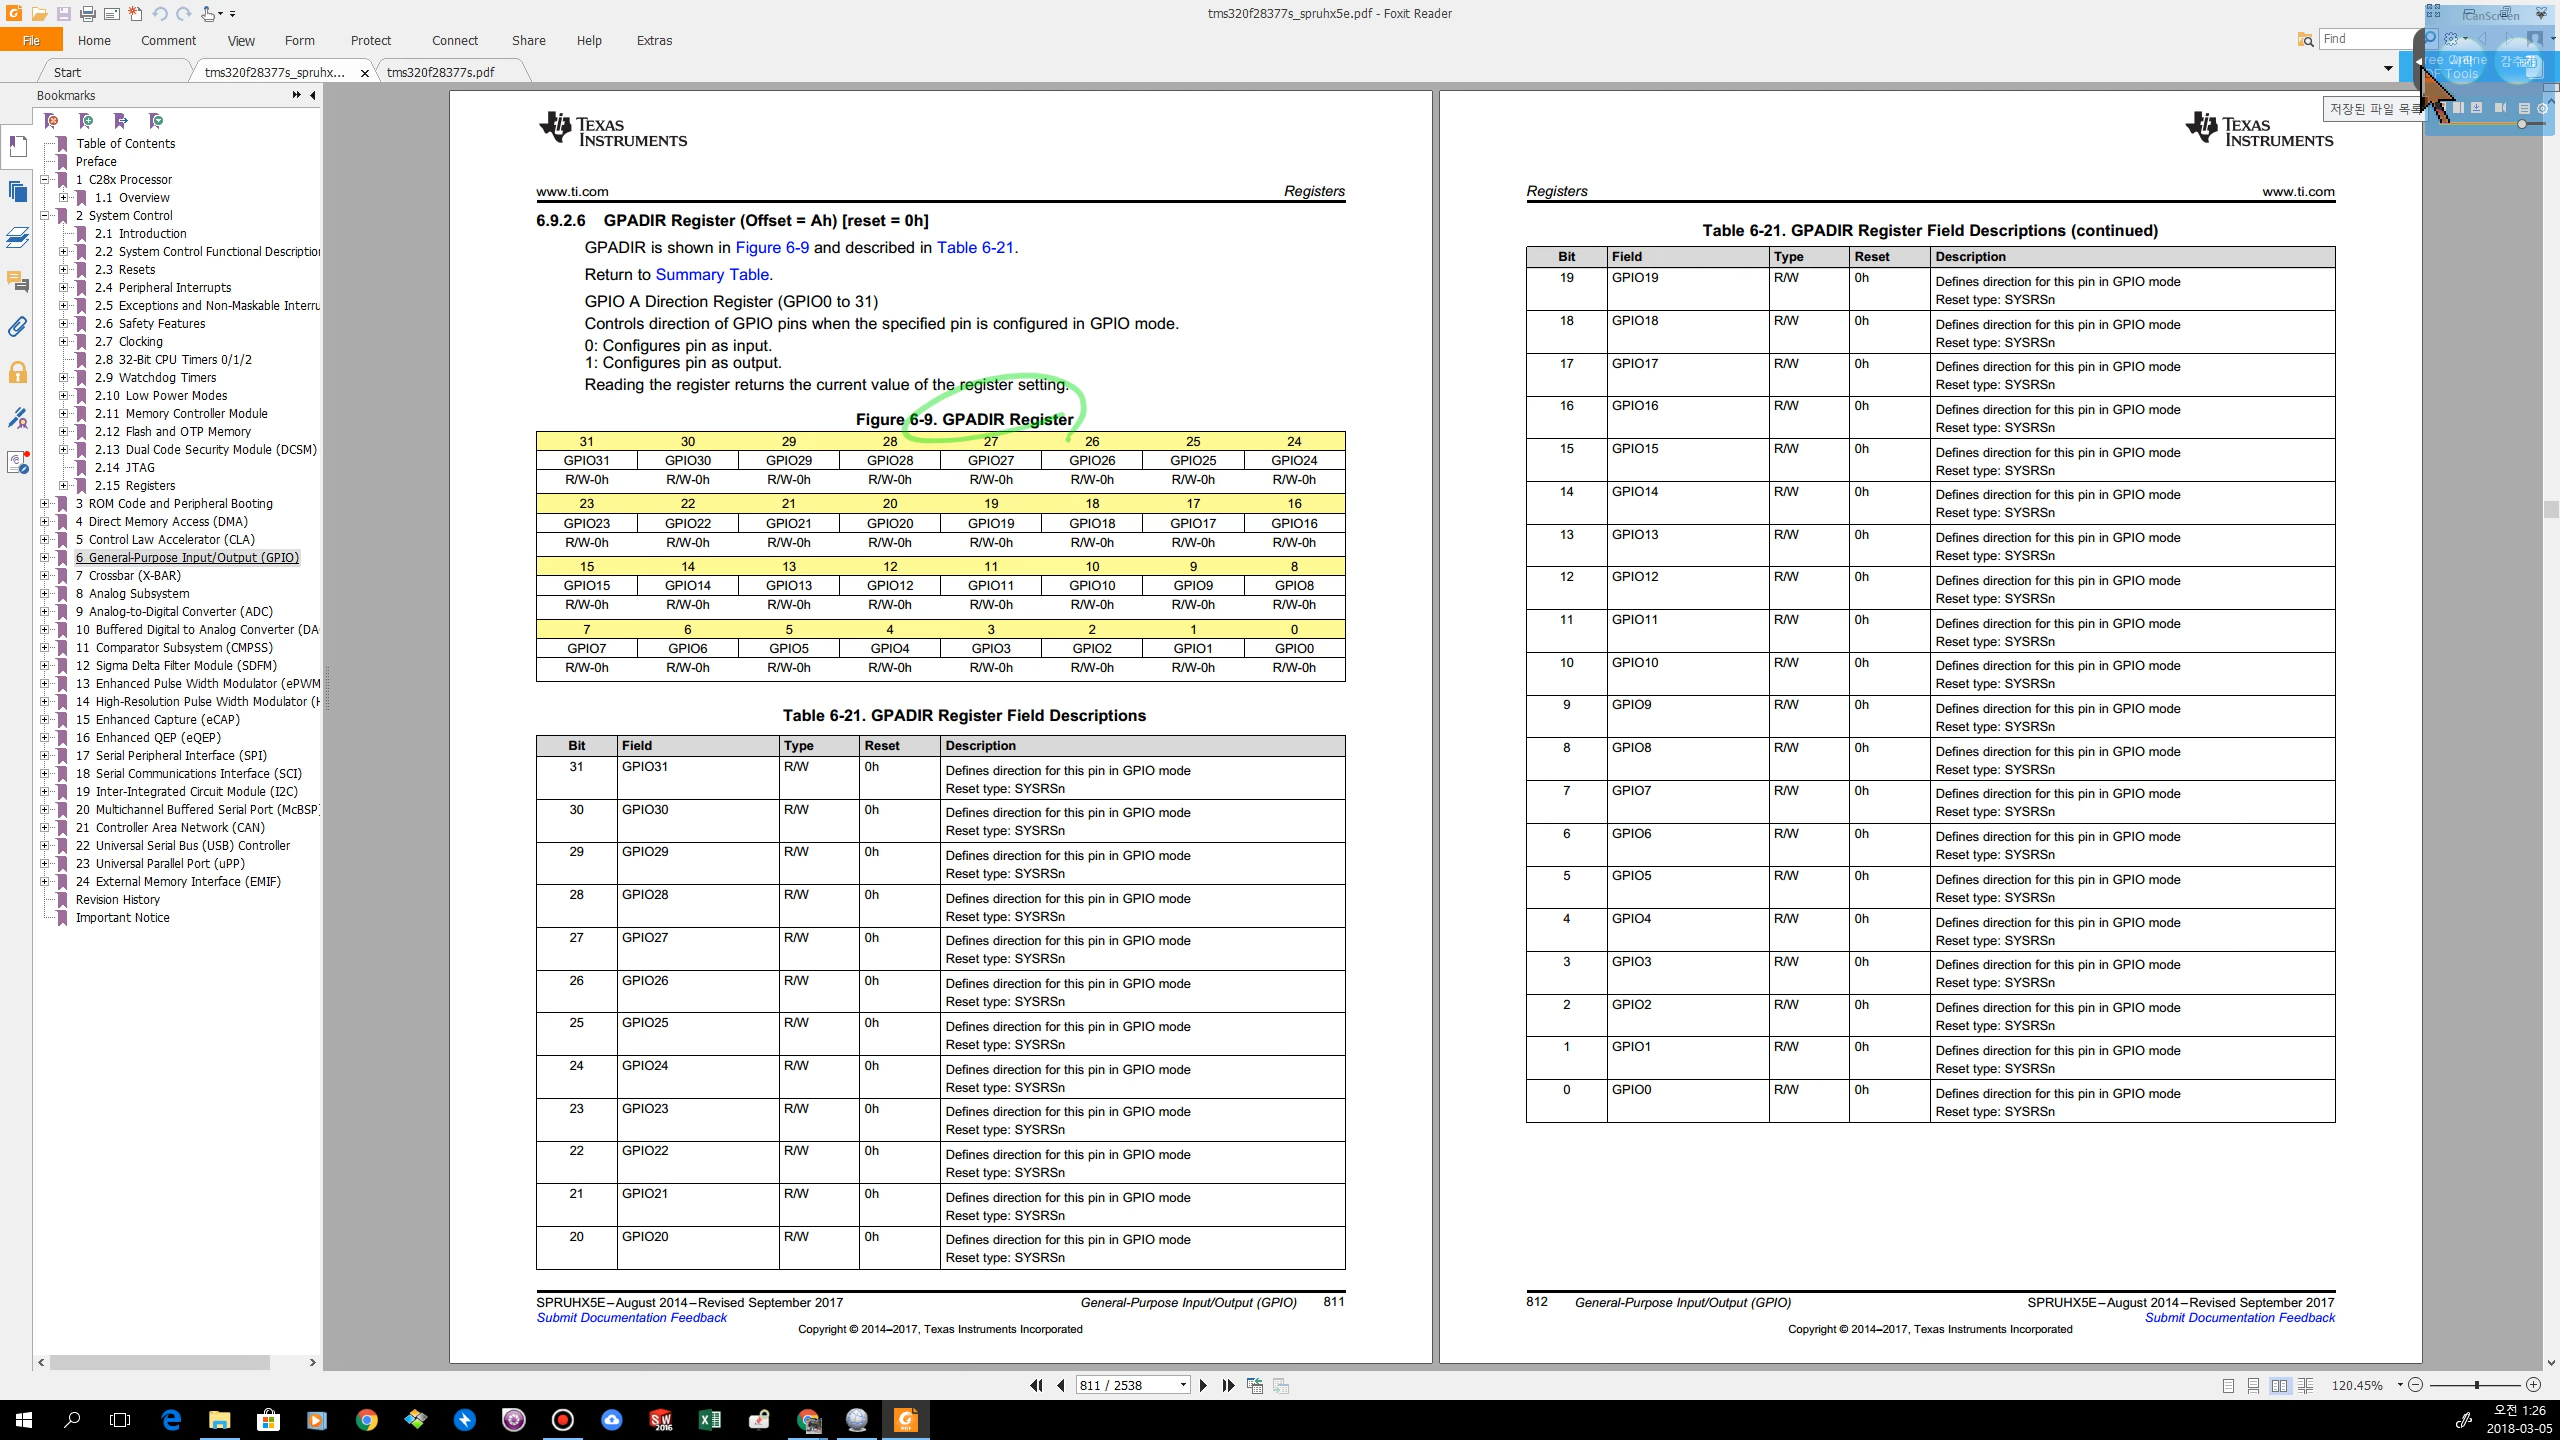 tms320f28377s_spruhx5e.pdf - Foxit Reader
File Home Comment View Form Protect Connect Share Help Extras
Find
Start tms320f28377s_spruhx... tms320f28377s.pdf
저장된 파일 목록
Bookmarks
Table of Contents
Preface
1 C28x Processor
1.1 Overview
2 System Control
2.1 Introduction
2.2 System Control Functional Description
2.3 Resets
2.4 Peripheral Interrupts
2.5 Exceptions and Non-Maskable Interru
2.6 Safety Features
2.7 Clocking
2.8 32-Bit CPU Timers 0/1/2
2.9 Watchdog Timers
2.10 Low Power Modes
2.11 Memory Controller Module
2.12 Flash and OTP Memory
2.13 Dual Code Security Module (DCSM)
2.14 JTAG
2.15 Registers
3 ROM Code and Peripheral Booting
4 Direct Memory Access (DMA)
5 Control Law Accelerator (CLA)
6 General-Purpose Input/Output (GPIO)
7 Crossbar (X-BAR)
8 Analog Subsystem
9 Analog-to-Digital Converter (ADC)
10 Buffered Digital to Analog Converter (DA
11 Comparator Subsystem (CMPSS)
12 Sigma Delta Filter Module (SDFM)
13 Enhanced Pulse Width Modulator (ePWM
14 High-Resolution Pulse Width Modulator (H
15 Enhanced Capture (eCAP)
16 Enhanced QEP (eQEP)
17 Serial Peripheral Interface (SPI)
18 Serial Communications Interface (SCI)
19 Inter-Integrated Circuit Module (I2C)
20 Multichannel Buffered Serial Port (McBSP)
21 Controller Area Network (CAN)
22 Universal Serial Bus (USB) Controller
23 Universal Parallel Port (uPP)
24 External Memory Interface (EMIF)
Revision History
Important Notice
TEXAS
INSTRUMENTS
www.ti.com Registers
6.9.2.6 GPADIR Register (Offset = Ah) [reset = 0h]
GPADIR is shown in Figure 6-9 and described in Table 6-21.
Return to Summary Table.
GPIO A Direction Register (GPIO0 to 31)
Controls direction of GPIO pins when the specified pin is configured in GPIO mode.
0: Configures pin as input.
1: Configures pin as output.
Reading the register returns the current value of the register setting.
Figure 6-9. GPADIR Register
31 30 29 28 27 26 25 24
GPIO31 GPIO30 GPIO29 GPIO28 GPIO27 GPIO26 GPIO25 GPIO24
R/W-0h R/W-0h R/W-0h R/W-0h R/W-0h R/W-0h R/W-0h R/W-0h
23 22 21 20 19 18 17 16
GPIO23 GPIO22 GPIO21 GPIO20 GPIO19 GPIO18 GPIO17 GPIO16
R/W-0h R/W-0h R/W-0h R/W-0h R/W-0h R/W-0h R/W-0h R/W-0h
15 14 13 12 11 10 9 8
GPIO15 GPIO14 GPIO13 GPIO12 GPIO11 GPIO10 GPIO9 GPIO8
R/W-0h R/W-0h R/W-0h R/W-0h R/W-0h R/W-0h R/W-0h R/W-0h
7 6 5 4 3 2 1 0
GPIO7 GPIO6 GPIO5 GPIO4 GPIO3 GPIO2 GPIO1 GPIO0
R/W-0h R/W-0h R/W-0h R/W-0h R/W-0h R/W-0h R/W-0h R/W-0h
Table 6-21. GPADIR Register Field Descriptions
Bit Field Type Reset Description
31 GPIO31 R/W 0h Defines direction for this pin in GPIO mode
Reset type: SYSRSn
30 GPIO30 R/W 0h Defines direction for this pin in GPIO mode
Reset type: SYSRSn
29 GPIO29 R/W 0h Defines direction for this pin in GPIO mode
Reset type: SYSRSn
28 GPIO28 R/W 0h Defines direction for this pin in GPIO mode
Reset type: SYSRSn
27 GPIO27 R/W 0h Defines direction for this pin in GPIO mode
Reset type: SYSRSn
26 GPIO26 R/W 0h Defines direction for this pin in GPIO mode
Reset type: SYSRSn
25 GPIO25 R/W 0h Defines direction for this pin in GPIO mode
Reset type: SYSRSn
24 GPIO24 R/W 0h Defines direction for this pin in GPIO mode
Reset type: SYSRSn
23 GPIO23 R/W 0h Defines direction for this pin in GPIO mode
Reset type: SYSRSn
22 GPIO22 R/W 0h Defines direction for this pin in GPIO mode
Reset type: SYSRSn
21 GPIO21 R/W 0h Defines direction for this pin in GPIO mode
Reset type: SYSRSn
20 GPIO20 R/W 0h Defines direction for this pin in GPIO mode
Reset type: SYSRSn
SPRUHX5E–August 2014–Revised September 2017 General-Purpose Input/Output (GPIO) 811
Submit Documentation Feedback
Copyright © 2014–2017, Texas Instruments Incorporated
TEXAS
INSTRUMENTS
Registers www.ti.com
Table 6-21. GPADIR Register Field Descriptions (continued)
Bit Field Type Reset Description
19 GPIO19 R/W 0h Defines direction for this pin in GPIO mode
Reset type: SYSRSn
18 GPIO18 R/W 0h Defines direction for this pin in GPIO mode
Reset type: SYSRSn
17 GPIO17 R/W 0h Defines direction for this pin in GPIO mode
Reset type: SYSRSn
16 GPIO16 R/W 0h Defines direction for this pin in GPIO mode
Reset type: SYSRSn
15 GPIO15 R/W 0h Defines direction for this pin in GPIO mode
Reset type: SYSRSn
14 GPIO14 R/W 0h Defines direction for this pin in GPIO mode
Reset type: SYSRSn
13 GPIO13 R/W 0h Defines direction for this pin in GPIO mode
Reset type: SYSRSn
12 GPIO12 R/W 0h Defines direction for this pin in GPIO mode
Reset type: SYSRSn
11 GPIO11 R/W 0h Defines direction for this pin in GPIO mode
Reset type: SYSRSn
10 GPIO10 R/W 0h Defines direction for this pin in GPIO mode
Reset type: SYSRSn
9 GPIO9 R/W 0h Defines direction for this pin in GPIO mode
Reset type: SYSRSn
8 GPIO8 R/W 0h Defines direction for this pin in GPIO mode
Reset type: SYSRSn
7 GPIO7 R/W 0h Defines direction for this pin in GPIO mode
Reset type: SYSRSn
6 GPIO6 R/W 0h Defines direction for this pin in GPIO mode
Reset type: SYSRSn
5 GPIO5 R/W 0h Defines direction for this pin in GPIO mode
Reset type: SYSRSn
4 GPIO4 R/W 0h Defines direction for this pin in GPIO mode
Reset type: SYSRSn
3 GPIO3 R/W 0h Defines direction for this pin in GPIO mode
Reset type: SYSRSn
2 GPIO2 R/W 0h Defines direction for this pin in GPIO mode
Reset type: SYSRSn
1 GPIO1 R/W 0h Defines direction for this pin in GPIO mode
Reset type: SYSRSn
0 GPIO0 R/W 0h Defines direction for this pin in GPIO mode
Reset type: SYSRSn
812 General-Purpose Input/Output (GPIO) SPRUHX5E–August 2014–Revised September 2017
Submit Documentation Feedback
Copyright © 2014–2017, Texas Instruments Incorporated
811 / 2538 120.45%
오전 1:26
2018-03-05